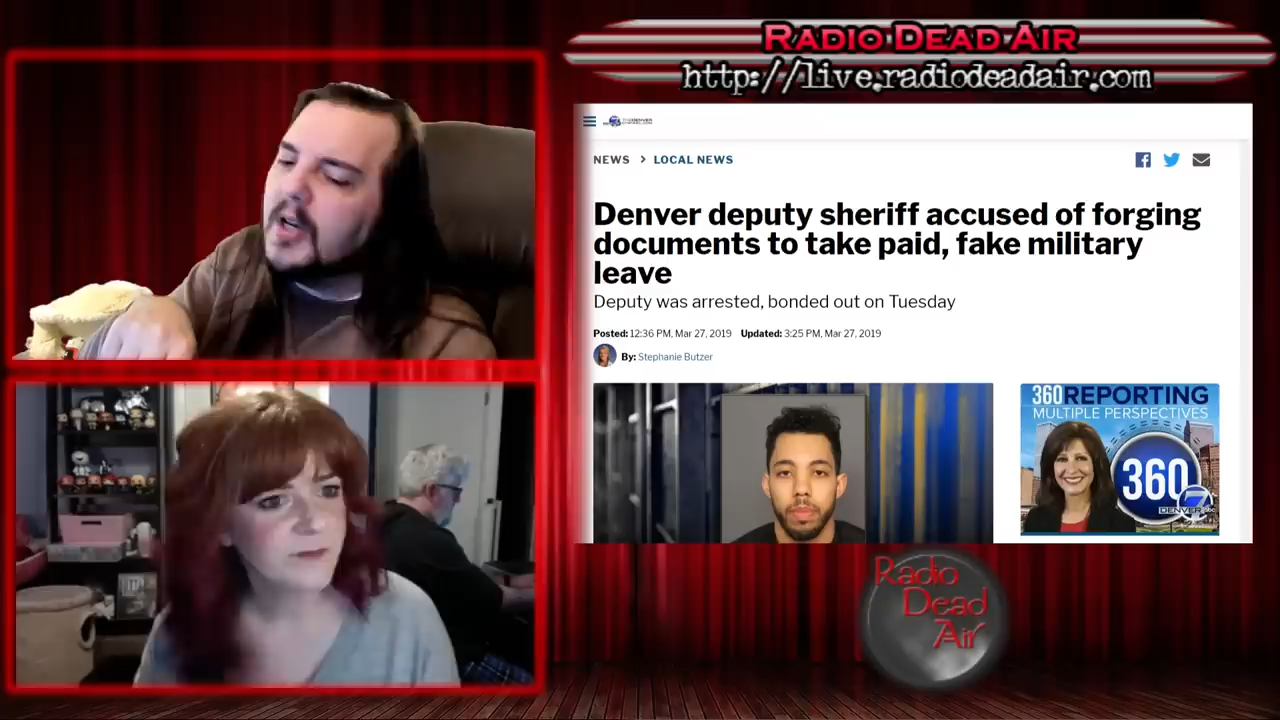 RADIO DEAD AIR
http://live.radiodeadair.com
NEWS > LOCAL NEWS
Denver deputy sheriff accused of forging
documents to take paid, fake military
leave
Deputy was arrested, bonded out on Tuesday
Posted: 12:36 PM, Mar 27, 2019 Updated: 3:25 PM, Mar 27, 2019
By: Stephanie Butzer
360 REPORTING
MULTIPLE PERSPECTIVES
360
7
DENVER
Radio
Dead
Air